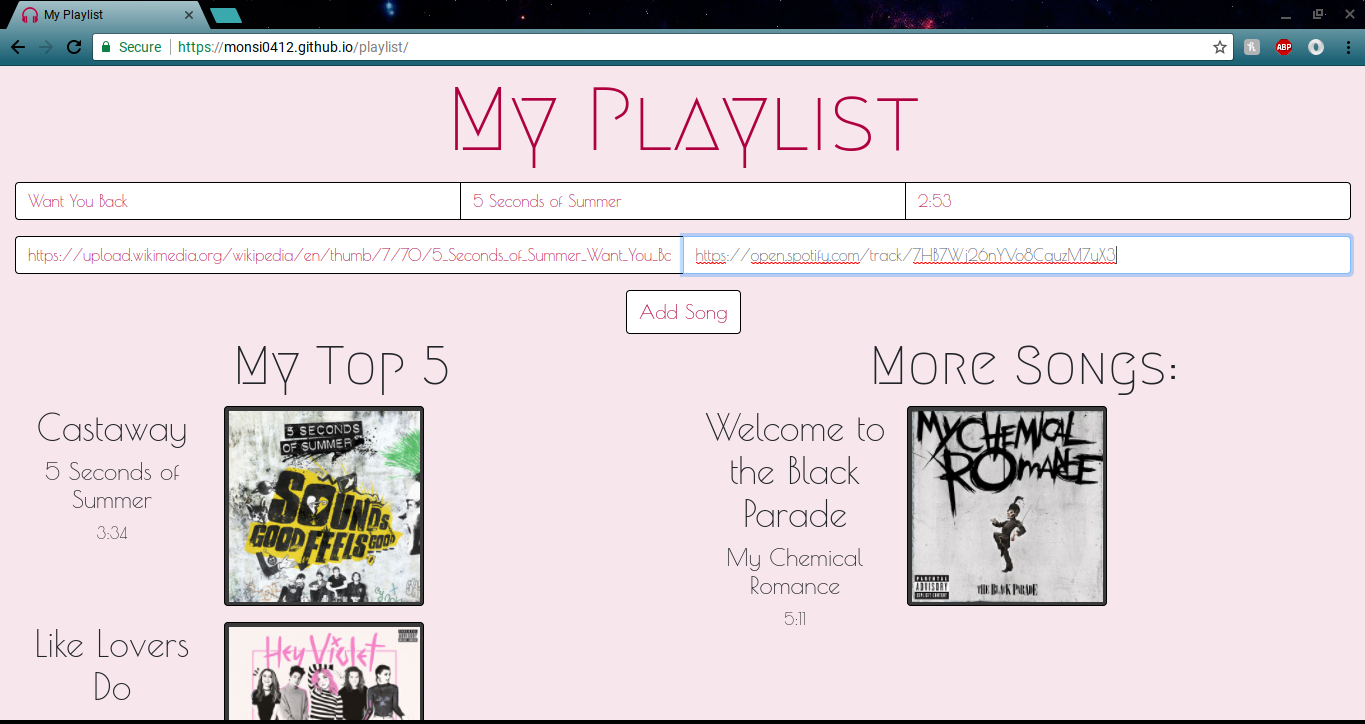 My Playlist
Secure https://monsi0412.github.io/playlist/
ABP
My Playlist
Want You Back 5 Seconds of Summer 2:53
https://upload.wikimedia.org/wikipedia/en/thumb/7/70/5_Seconds_of_Summer_Want_You_Bc https://open.spotify.com/track/7HB7Wj26nYVo8CquzM7yX3
Add Song
My Top 5
More Songs:
Castaway
5 Seconds of
Summer
3:34
5 SECONDS
OF SUMMER
SOUNDS
GOOD FEELS GOOD
Welcome to
the Black
Parade
My Chemical
Romance
5:11
MY CHEMICAL
ROMANCE
PARENTAL
ADVISORY
EXPLICIT CONTENT
THE BLACK PARADE
Like Lovers
Do
Hey Violet